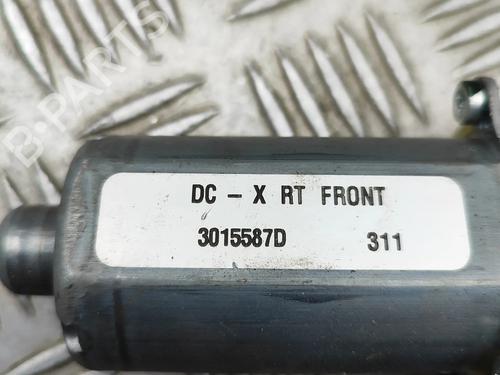 B-PARTS
DC - X RT FRONT
3015587D 311